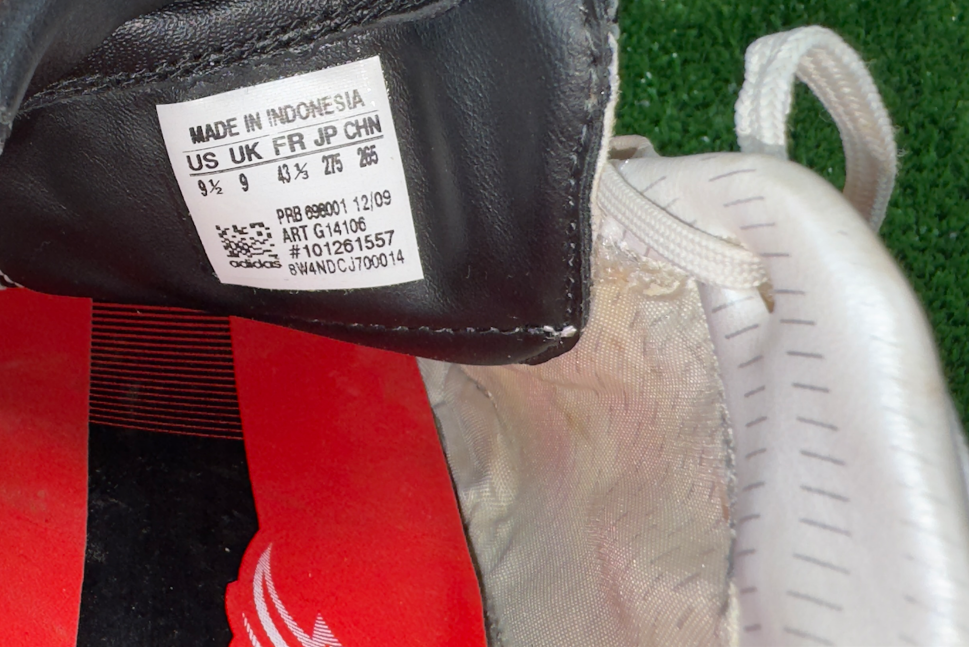 MADE IN INDONESIA
US UK FR JP CHN
9½ 9 43⅓ 275 265
PRB 698001 12/09
ART G14106
#101261557
adidas 8W4NDCJ700014